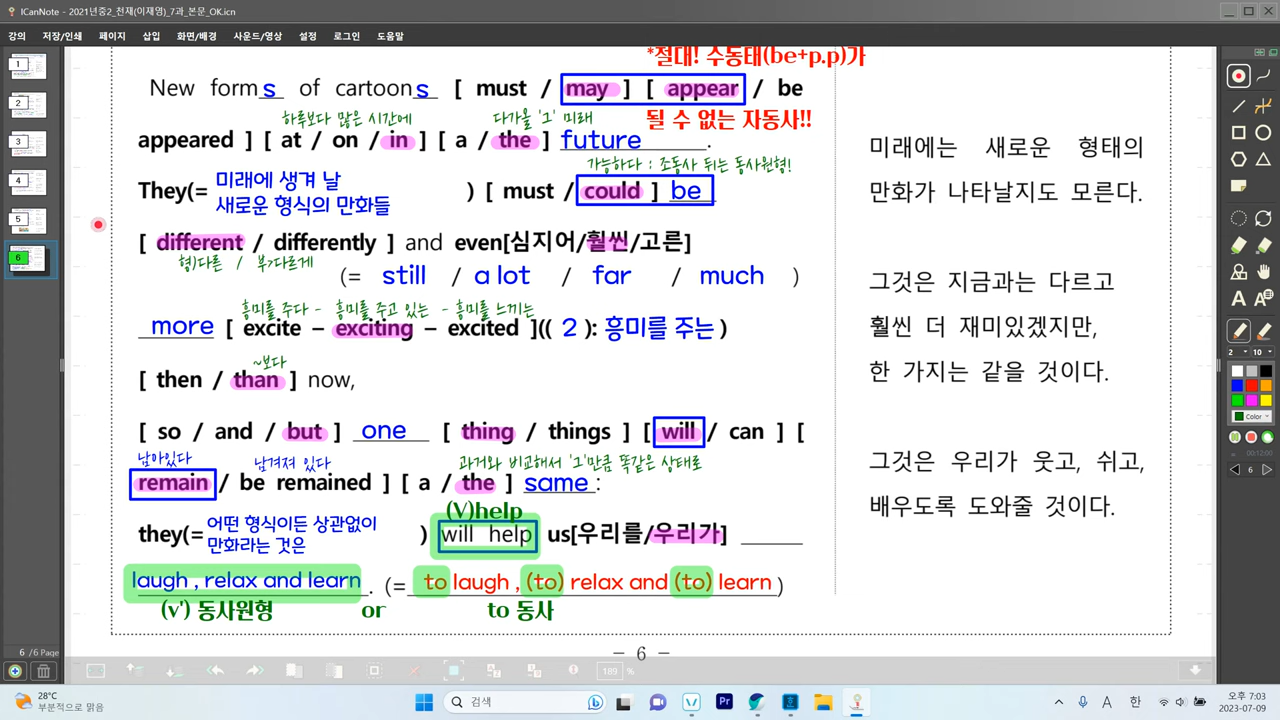 ICanNote - 2021년중2_천재(이재영)_7과_본문_OK.icn
강의 저장/인쇄 페이지 삽입 화면/배경 사운드/영상 설정 로그인 도움말
*절대! 수동태(be+p.p)가
New forms of cartoons [ must / may ] [ appear / be
하루보다 많은 시간에 다가올 '그' 미래 될 수 없는 자동사!!
appeared ] [ at / on / in ] [ a / the ] future .
가능하다 : 조동사 뒤는 동사원형!
They(= 미래에 생겨 날 새로운 형식의 만화들 ) [ must / could ] be
[ different / differently ] and even[심지어/훨씬/고른]
형)다른 / 부>다르게
(= still / a lot / far / much )
흥미를 주다 - 흥미를 주고 있는 - 흥미를 느끼는
more [ excite – exciting – excited ](( 2 ): 흥미를 주는 )
~보다
[ then / than ] now,
[ so / and / but ] one [ thing / things ] [ will / can ] [
남아있다 남겨져 있다 과거와 비교해서 '그'만큼 똑같은 상태로
remain / be remained ] [ a / the ] same :
(V)help
they(= 어떤 형식이든 상관없이 만화라는 것은 ) will help us[우리를/우리가] ______
laugh , relax and learn . (= to laugh , (to) relax and (to) learn )
(v') 동사원형 or to 동사
- 6 -
미래에는 새로운 형태의
만화가 나타날지도 모른다.
그것은 지금과는 다르고
훨씬 더 재미있겠지만,
한 가지는 같을 것이다.
그것은 우리가 웃고, 쉬고,
배우도록 도와줄 것이다.
1
2
3
4
5
6
6 /6 Page
189 %
2 10
Color
00:12:00
6
28°C
부분적으로 맑음
검색
A 한
오후 7:03
2023-07-09